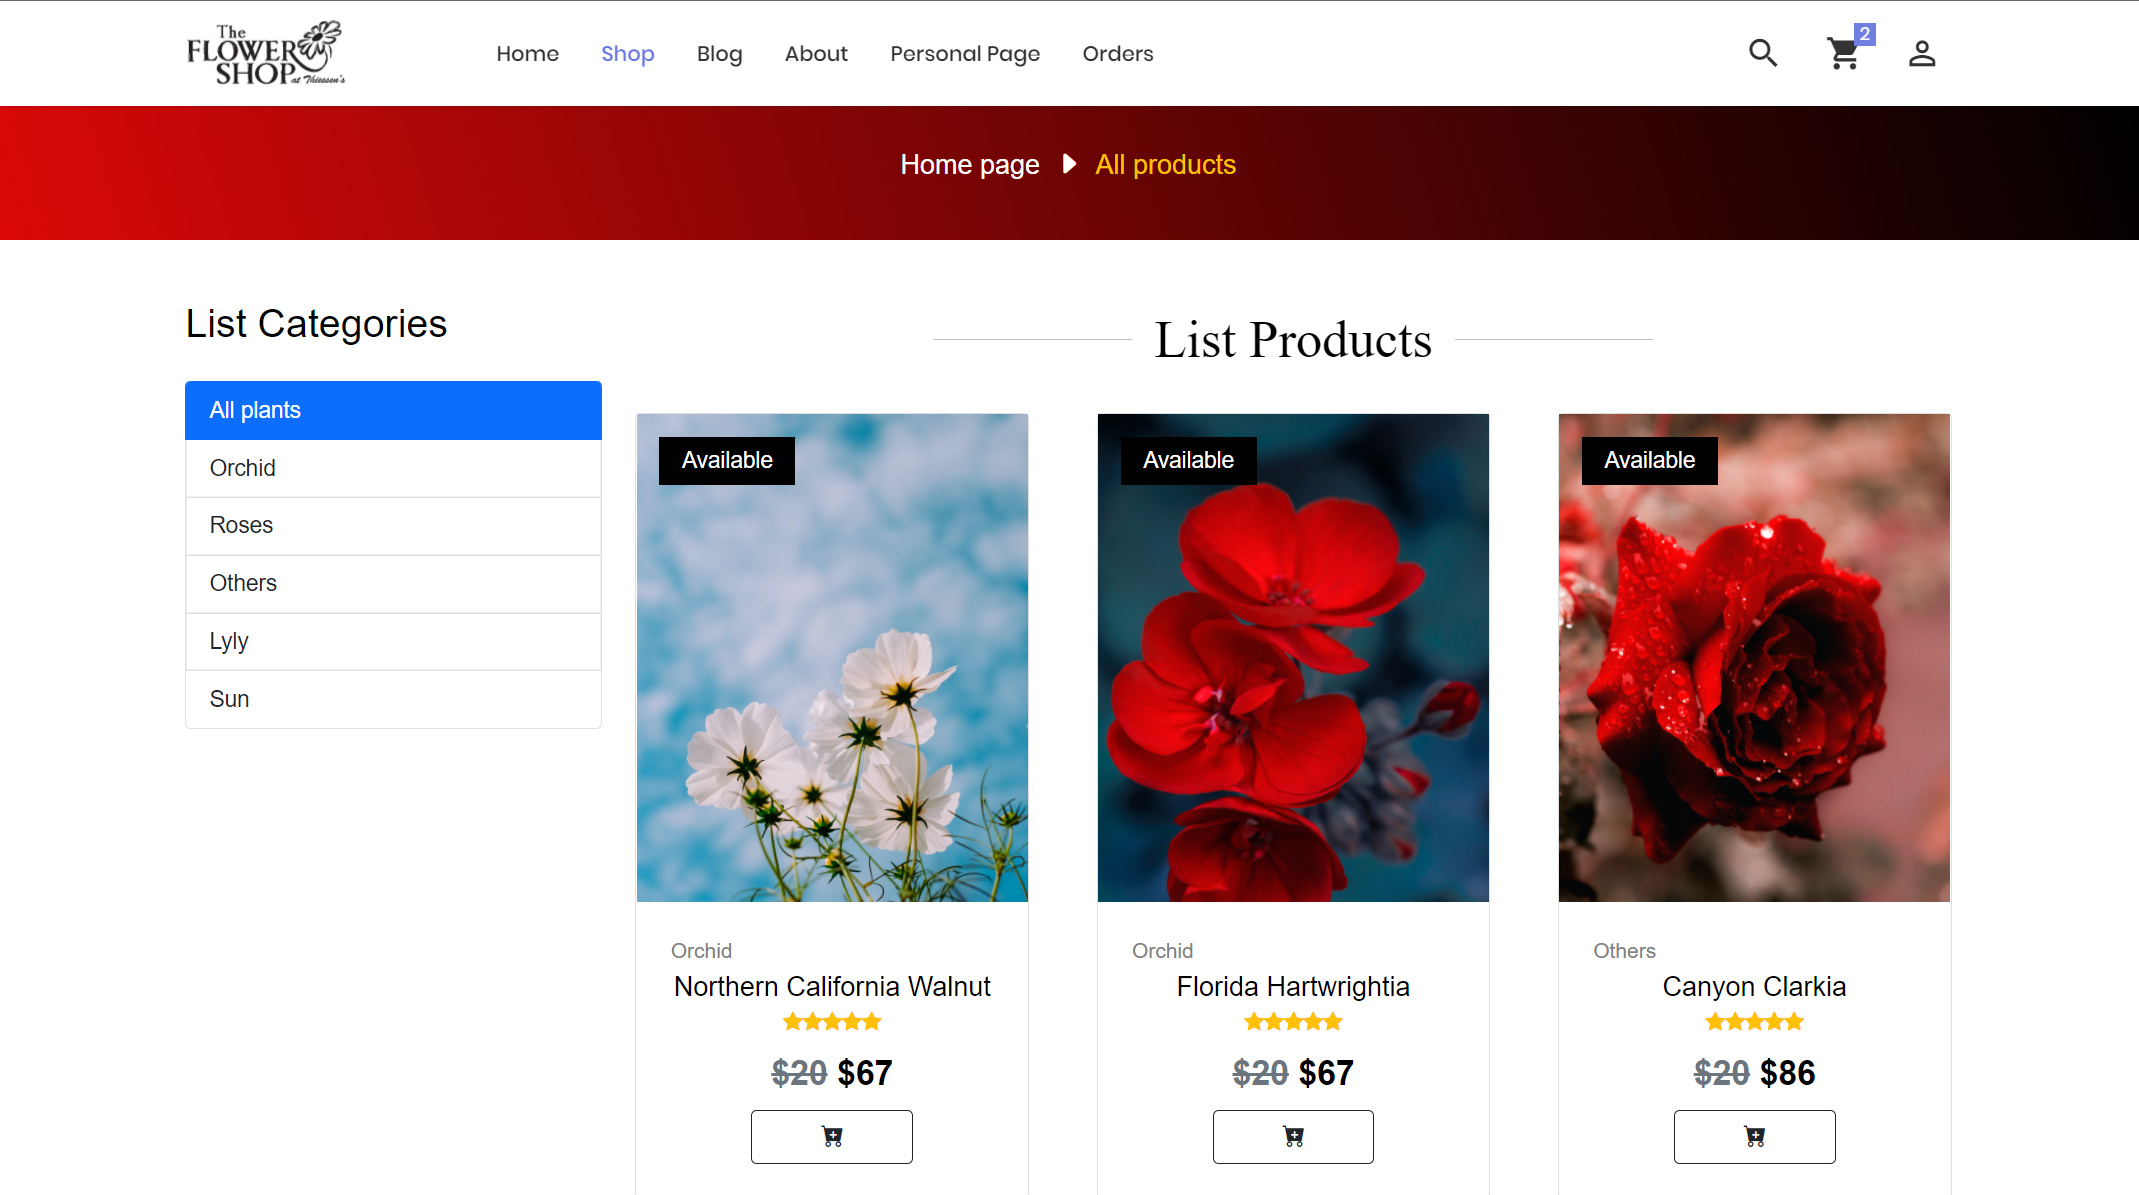 The
FLOWER
SHOP at Thiessen's
Home Shop Blog About Personal Page Orders
2
Home page All products
List Categories
All plants
Orchid
Roses
Others
Lyly
Sun
List Products
Available
Available
Available
Orchid
Northern California Walnut
$20 $67
Orchid
Florida Hartwrightia
$20 $67
Others
Canyon Clarkia
$20 $86